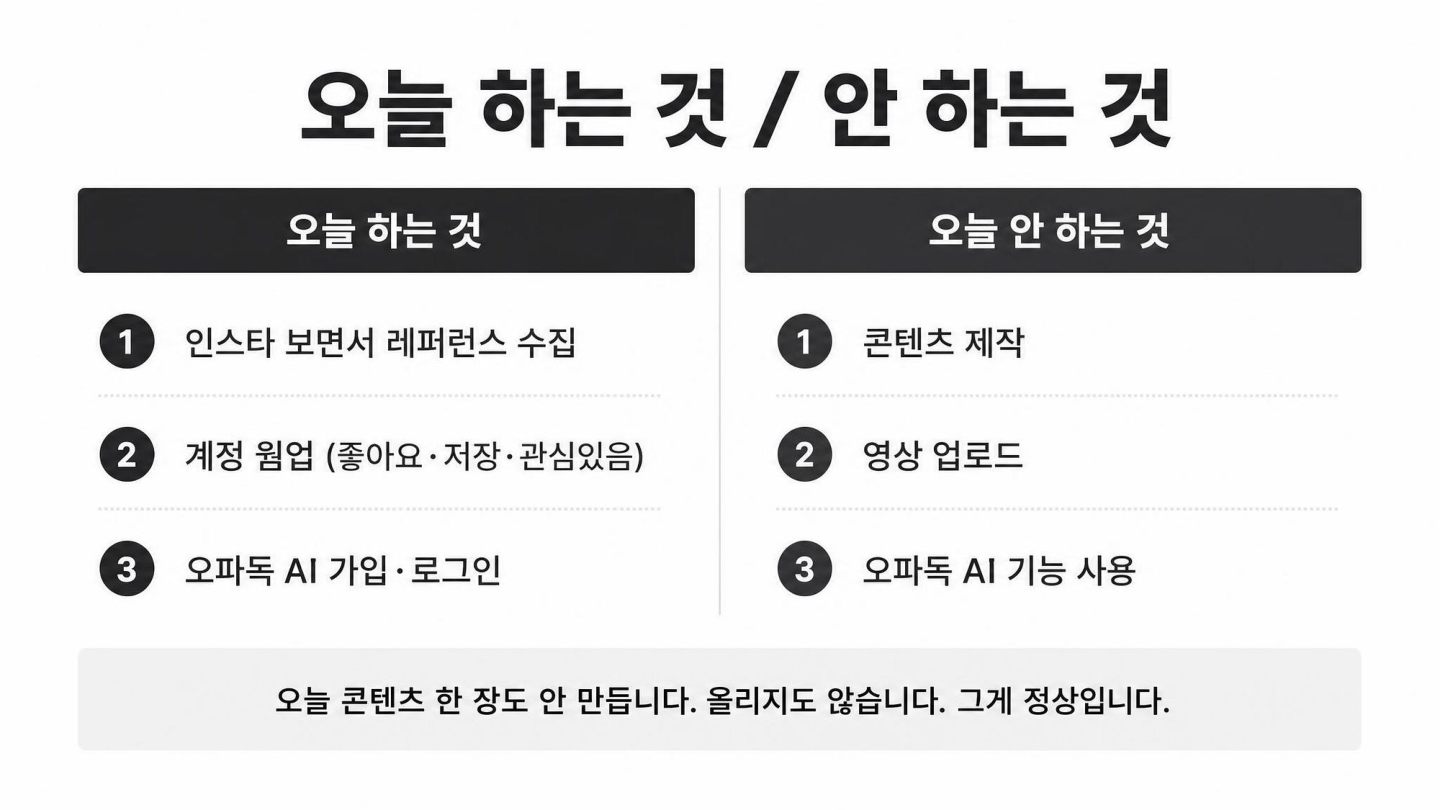 오늘 하는 것 / 안 하는 것
오늘 하는 것
1 인스타 보면서 레퍼런스 수집
2 계정 웜업 (좋아요·저장·관심있음)
3 오파독 AI 가입·로그인
오늘 안 하는 것
1 콘텐츠 제작
2 영상 업로드
3 오파독 AI 기능 사용
오늘 콘텐츠 한 장도 안 만듭니다. 올리지도 않습니다. 그게 정상입니다.